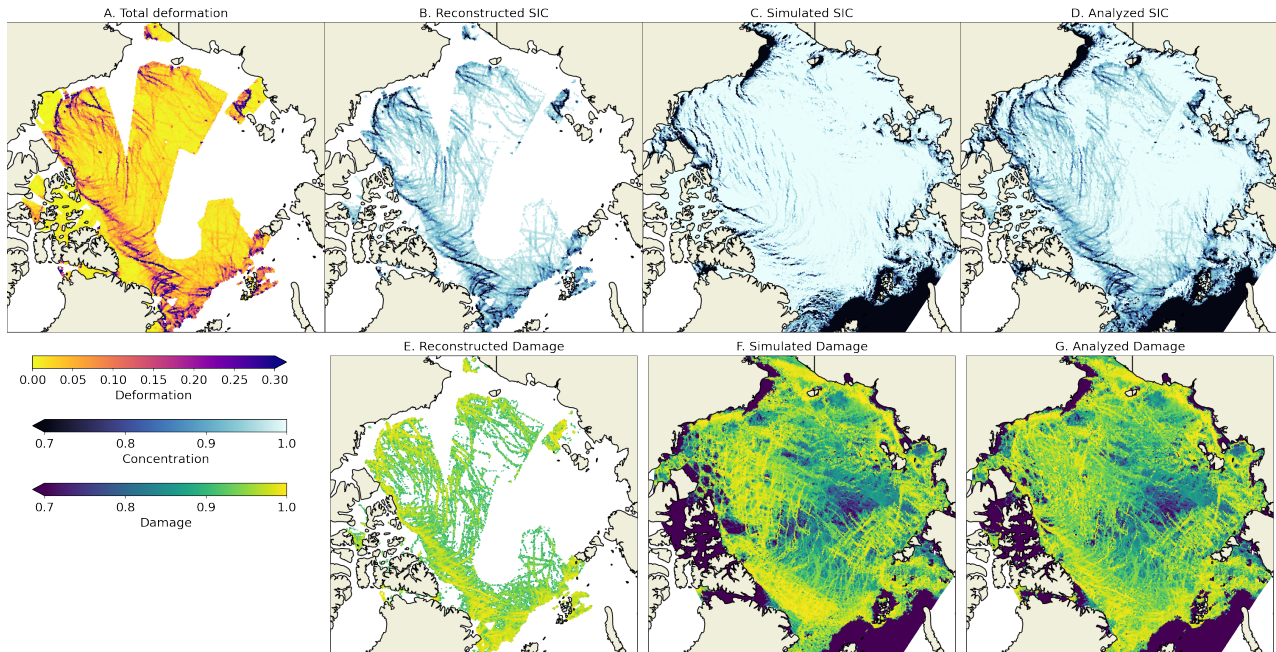 A. Total deformation
B. Reconstructed SIC
C. Simulated SIC
D. Analyzed SIC
E. Reconstructed Damage
F. Simulated Damage
G. Analyzed Damage
0.00 0.05 0.10 0.15 0.20 0.25 0.30
Deformation
0.7 0.8 0.9 1.0
Concentration
0.7 0.8 0.9 1.0
Damage